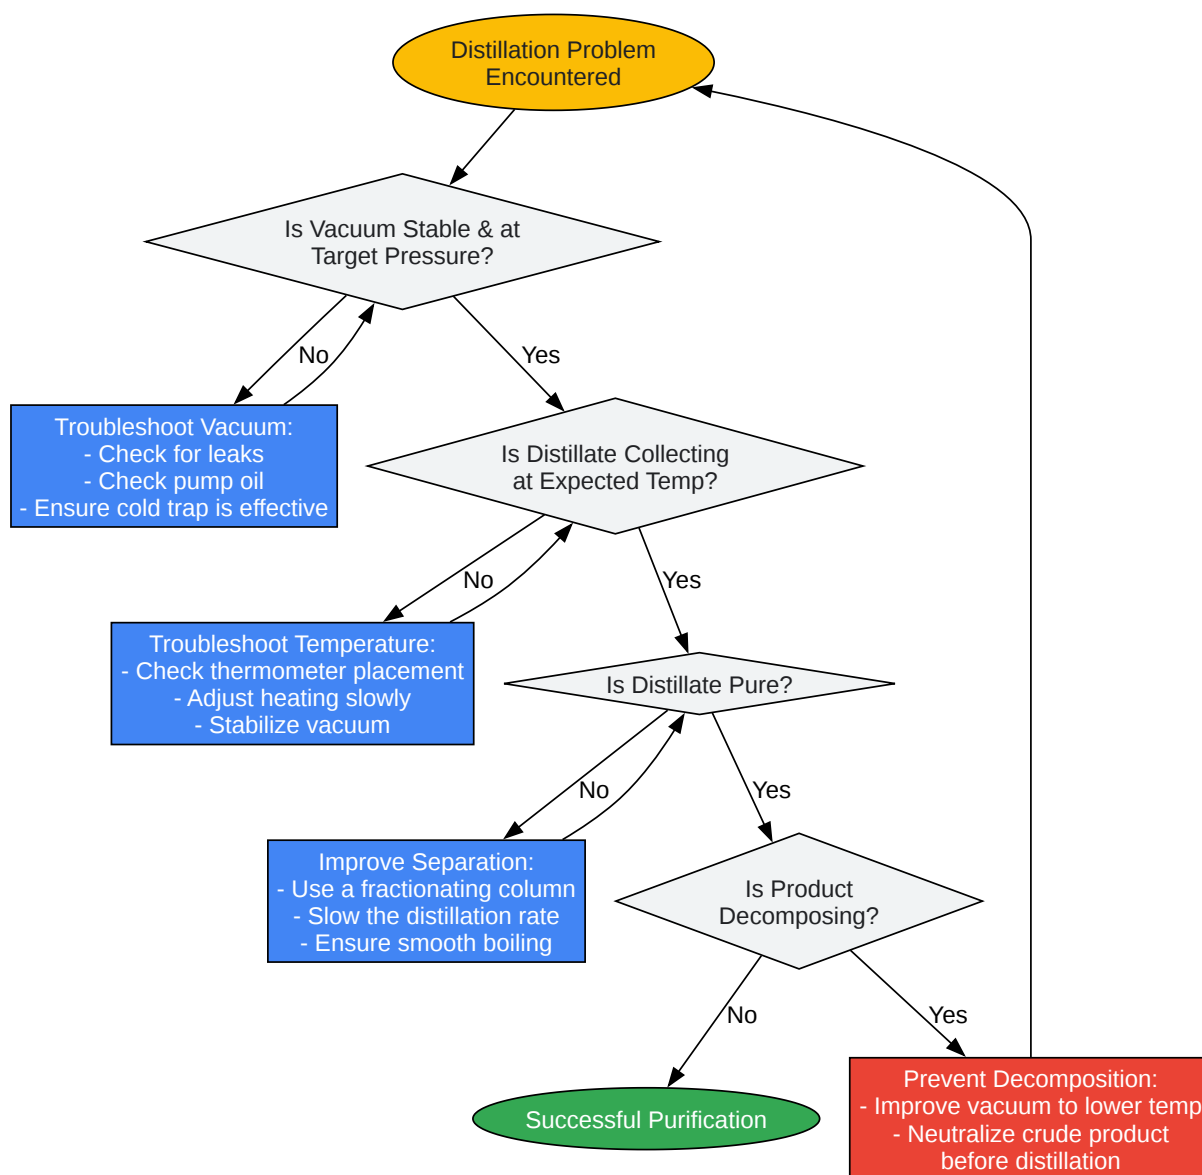 Distillation Problem
Encountered
Is Vacuum Stable & at
Target Pressure?
No
Yes
Troubleshoot Vacuum:
- Check for leaks
- Check pump oil
- Ensure cold trap is effective
Is Distillate Collecting
at Expected Temp?
No
Yes
Troubleshoot Temperature:
- Check thermometer placement
- Adjust heating slowly
- Stabilize vacuum
Is Distillate Pure?
No
Yes
Improve Separation:
- Use a fractionating column
- Slow the distillation rate
- Ensure smooth boiling
Is Product
Decomposing?
No
Yes
Successful Purification
Prevent Decomposition:
- Improve vacuum to lower temp
- Neutralize crude product
before distillation